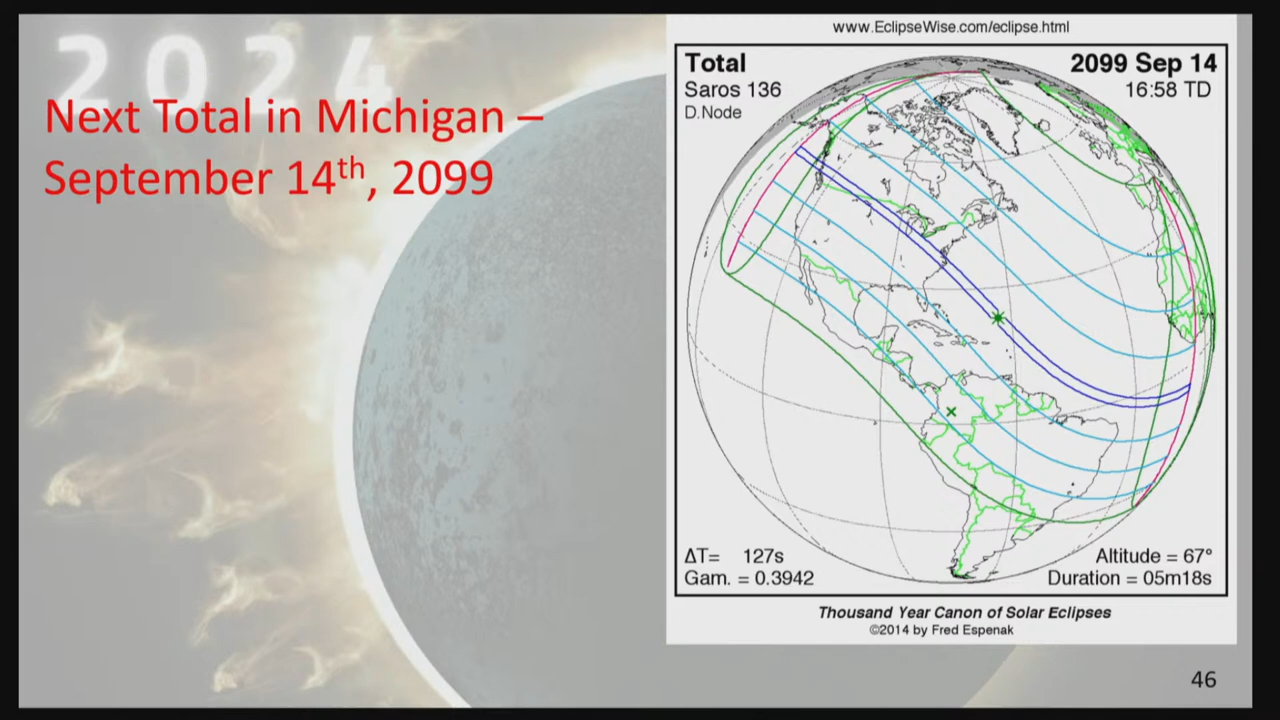 2024
Next Total in Michigan –
September 14th, 2099
www.EclipseWise.com/eclipse.html
Total
2099 Sep 14
Saros 136
16:58 TD
D.Node
ΔT= 127s
Altitude = 67°
Gam. = 0.3942
Duration = 05m18s
Thousand Year Canon of Solar Eclipses
©2014 by Fred Espenak
46